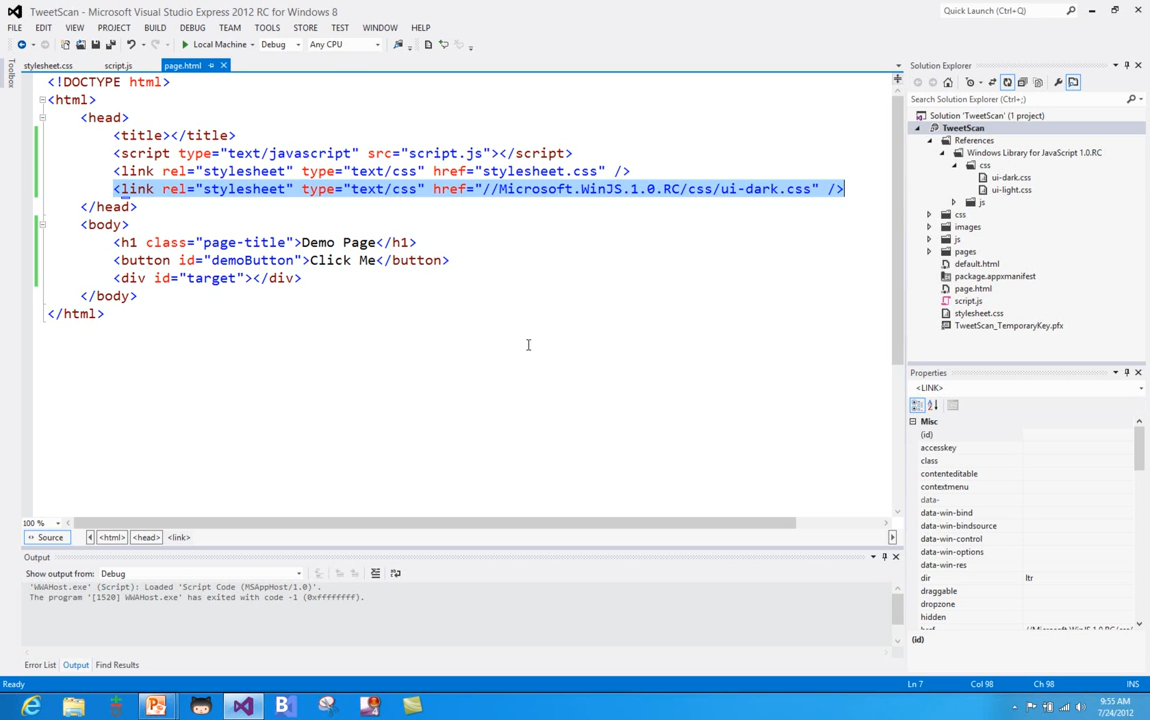 TweetScan - Microsoft Visual Studio Express 2012 RC for Windows 8
Quick Launch (Ctrl+Q)
FILE EDIT VIEW PROJECT BUILD DEBUG TEAM TOOLS STORE TEST WINDOW HELP
Local Machine Debug Any CPU
Toolbox
stylesheet.css script.js page.html
<!DOCTYPE html>
<html>
<head>
<title></title>
<script type="text/javascript" src="script.js"></script>
<link rel="stylesheet" type="text/css" href="stylesheet.css" />
<link rel="stylesheet" type="text/css" href="//Microsoft.WinJS.1.0.RC/css/ui-dark.css" />
</head>
<body>
<h1 class="page-title">Demo Page</h1>
<button id="demoButton">Click Me</button>
<div id="target"></div>
</body>
</html>
100 %
Source <html> <head> <link>
Output
Show output from: Debug
'WWAHost.exe' (Script): Loaded 'Script Code (MSAppHost/1.0)'.
The program '[1520] WWAHost.exe' has exited with code -1 (0xffffffff).
Error List Output Find Results
Solution Explorer
Search Solution Explorer (Ctrl+;)
Solution 'TweetScan' (1 project)
TweetScan
References
Windows Library for JavaScript 1.0.RC
css
ui-dark.css
ui-light.css
js
css
images
js
pages
default.html
package.appxmanifest
page.html
script.js
stylesheet.css
TweetScan_TemporaryKey.pfx
Properties
<LINK>
Misc
(id)
accesskey
class
contenteditable
contextmenu
data-
data-win-bind
data-win-bindsource
data-win-control
data-win-options
data-win-res
dir ltr
draggable
dropzone
hidden
href //Microsoft.WinJS.1.0.RC/css/
(id)
Ready Ln 7 Col 98 Ch 98 INS
9:55 AM
7/24/2012